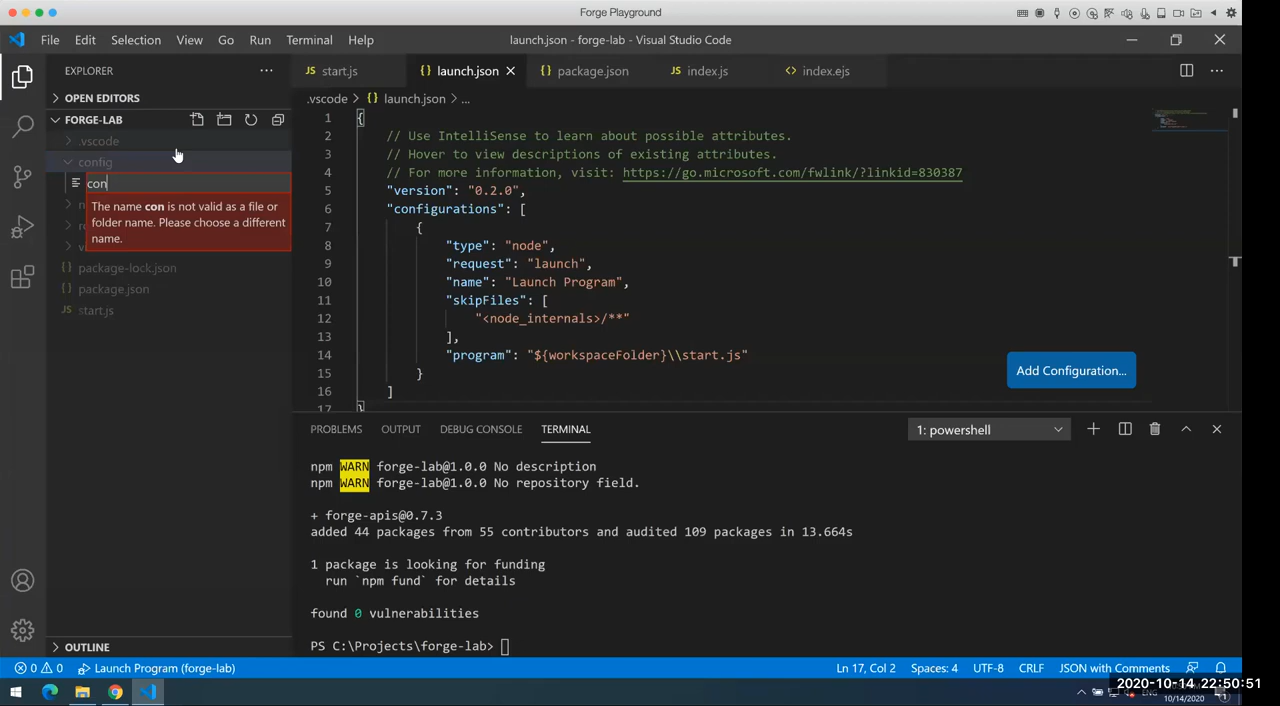 Forge Playground
File Edit Selection View Go Run Terminal Help
launch.json - forge-lab - Visual Studio Code
EXPLORER
start.js
launch.json
package.json
index.js
index.ejs
OPEN EDITORS
.vscode > launch.json > ...
FORGE-LAB
.vscode
config
con
The name con is not valid as a file or
folder name. Please choose a different
name.
package-lock.json
package.json
start.js
OUTLINE
1 {
2 // Use IntelliSense to learn about possible attributes.
3 // Hover to view descriptions of existing attributes.
4 // For more information, visit: https://go.microsoft.com/fwlink/?linkid=830387
5 "version": "0.2.0",
6 "configurations": [
7 {
8 "type": "node",
9 "request": "launch",
10 "name": "Launch Program",
11 "skipFiles": [
12 "<node_internals>/**"
13 ],
14 "program": "${workspaceFolder}\\start.js"
15 }
16 ]
17 }
Add Configuration...
PROBLEMS OUTPUT DEBUG CONSOLE TERMINAL
1: powershell
npm WARN forge-lab@1.0.0 No description
npm WARN forge-lab@1.0.0 No repository field.
+ forge-apis@0.7.3
added 44 packages from 55 contributors and audited 109 packages in 13.664s
1 package is looking for funding
run `npm fund` for details
found 0 vulnerabilities
PS C:\Projects\forge-lab>
0 0 Launch Program (forge-lab)
Ln 17, Col 2 Spaces: 4 UTF-8 CRLF JSON with Comments
2020-10-14 22:50:51
ENG
10/14/2020